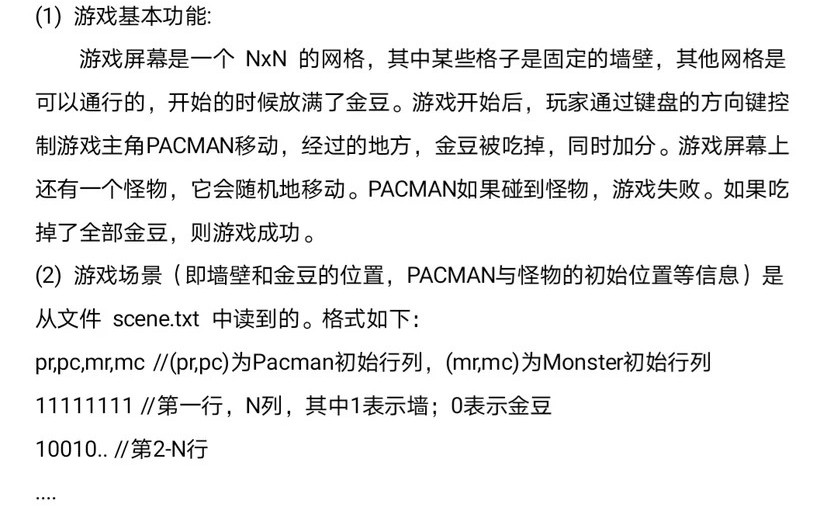 (1) 游戏基本功能:
游戏屏幕是一个 NxN 的网格，其中某些格子是固定的墙壁，其他网格是
可以通行的，开始的时候放满了金豆。游戏开始后，玩家通过键盘的方向键控
制游戏主角PACMAN移动，经过的地方，金豆被吃掉，同时加分。游戏屏幕上
还有一个怪物，它会随机地移动。PACMAN如果碰到怪物，游戏失败。如果吃
掉了全部金豆，则游戏成功。
(2) 游戏场景（即墙壁和金豆的位置，PACMAN与怪物的初始位置等信息）是
从文件 scene.txt 中读到的。格式如下：
pr,pc,mr,mc //(pr,pc)为Pacman初始行列，(mr,mc)为Monster初始行列
11111111 //第一行，N列，其中1表示墙；0表示金豆
10010.. //第2-N行
....